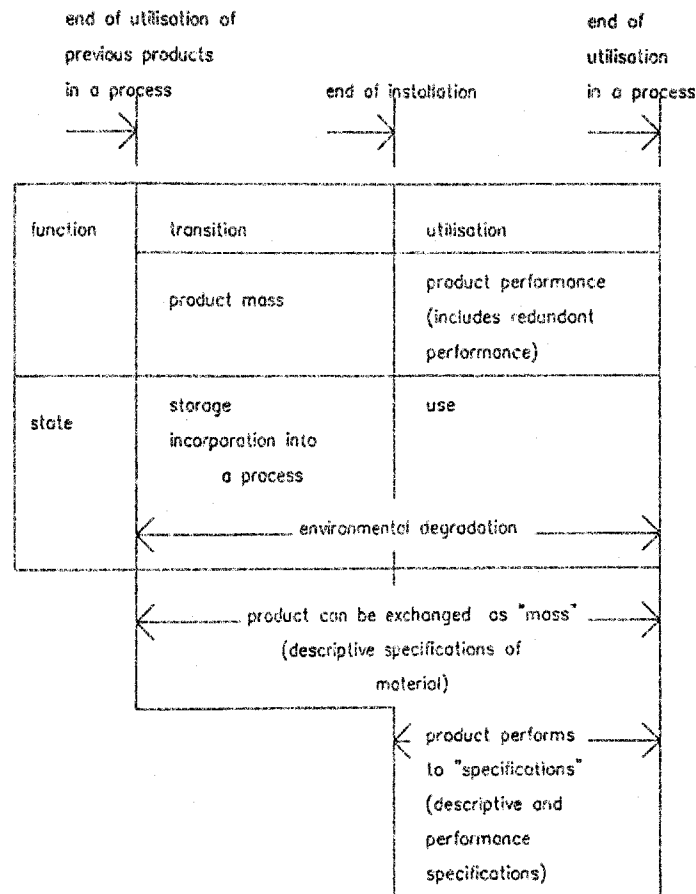 end of utilisation of
previous products
in a process
end of installation
end of
utilisation
in a process
function
transition
utilisation
product mass
product performance
(includes redundant
performance)
state
storage
incorporation into
a process
use
environmental degradation
product can be exchanged as "mass"
(descriptive specifications of
material)
product performs
to "specifications"
(descriptive and
performance
specifications)